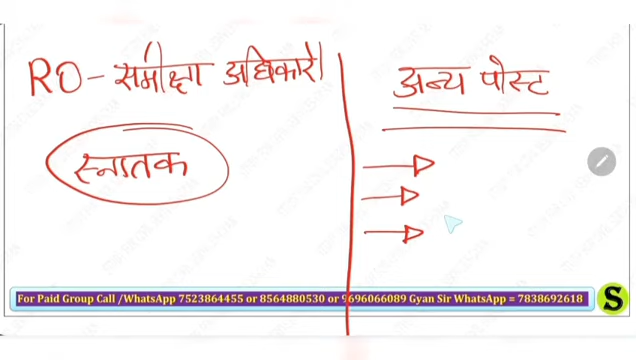 RO - समीक्षा अधिकारी
स्नातक
अन्य पोस्ट
For Paid Group Call /WhatsApp 7523864455 or 8564880530 or 9696066089 Gyan Sir WhatsApp = 7838692618
S